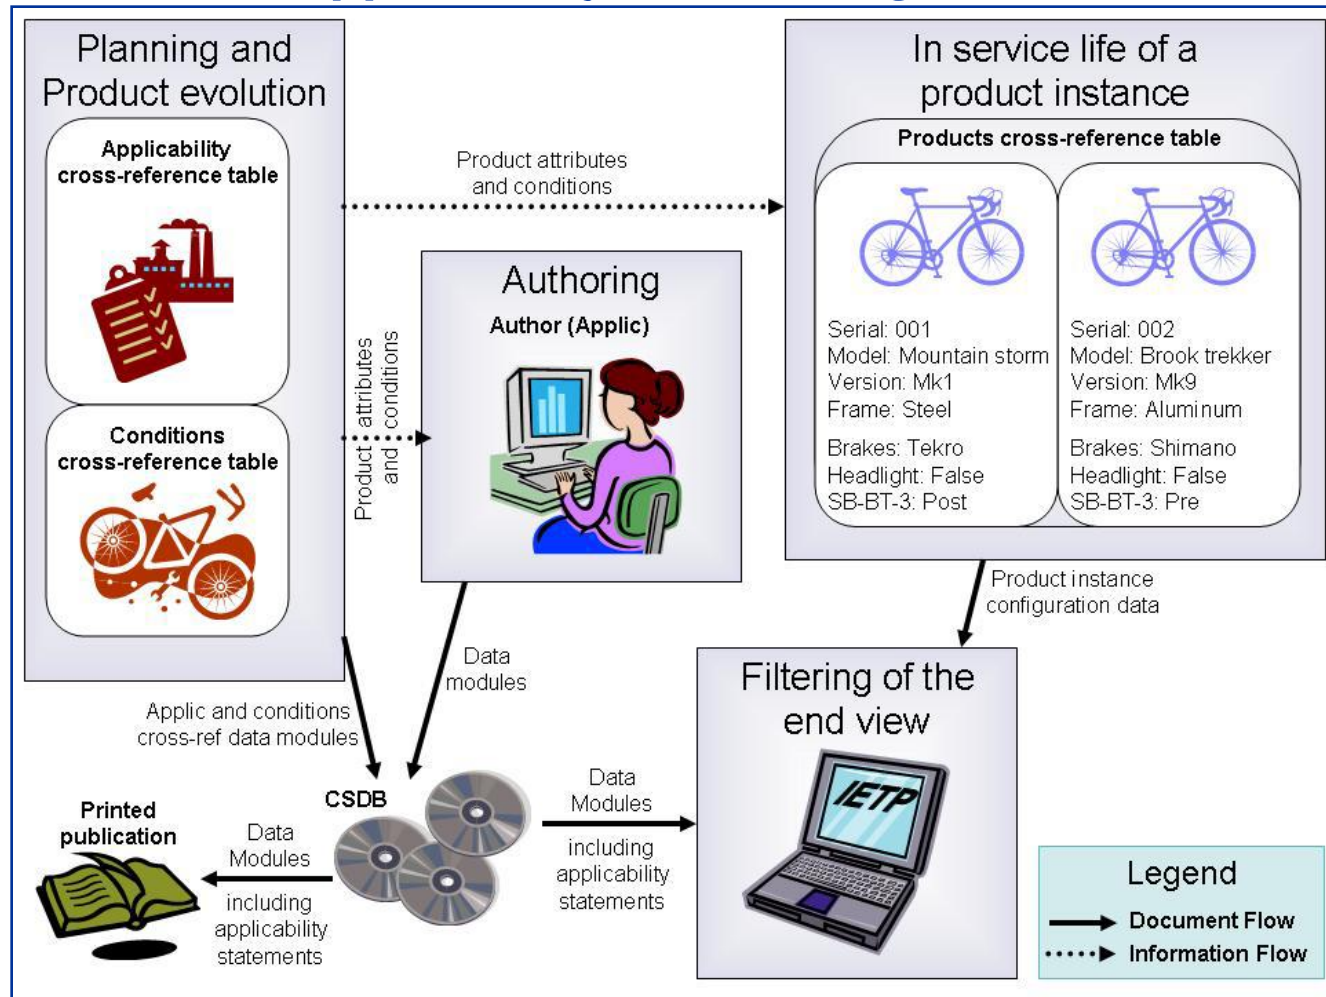 Planning and
Product evolution
Applicability
cross-reference table
Conditions
cross-reference table
Product attributes
and conditions
Product attributes
and conditions
Authoring
Author (Applic)
In service life of a
product instance
Products cross-reference table
Serial: 001
Model: Mountain storm
Version: Mk1
Frame: Steel
Brakes: Tekro
Headlight: False
SB-BT-3: Post
Serial: 002
Model: Brook trekker
Version: Mk9
Frame: Aluminum
Brakes: Shimano
Headlight: False
SB-BT-3: Pre
Product instance
configuration data
Data
modules
Applic and conditions
cross-ref data modules
Filtering of the
end view
IETP
CSDB
Data
Modules
including
applicability
statements
Printed
publication
Data
Modules
including
applicability
statements
Legend
Document Flow
Information Flow